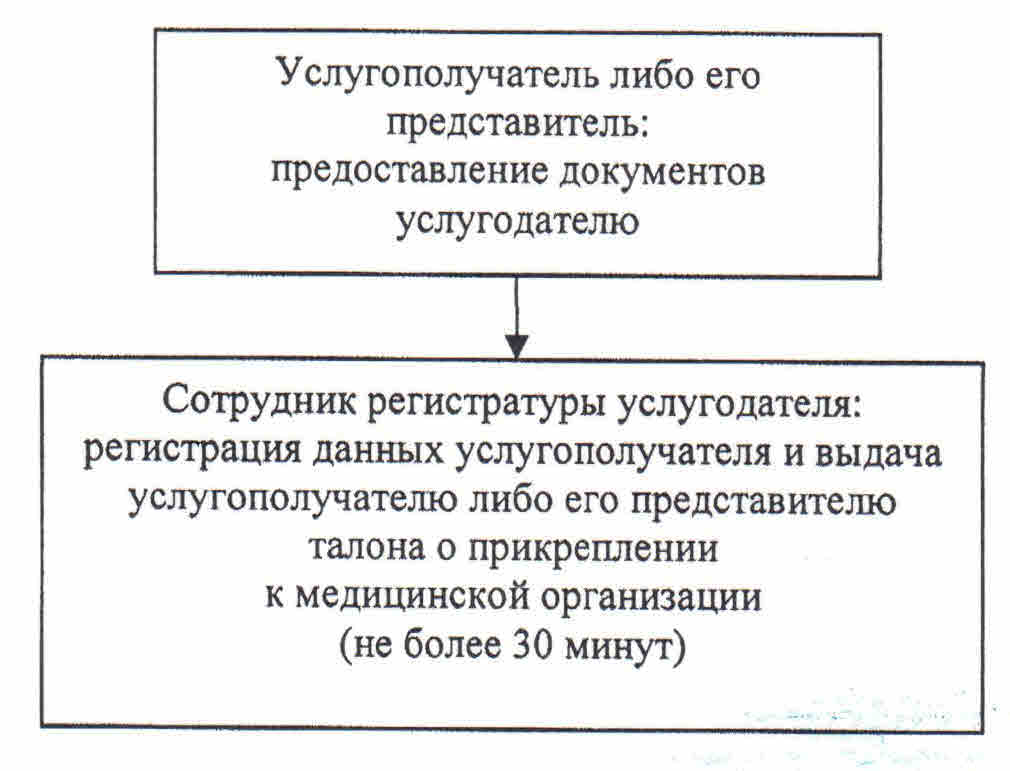 Услугополучатель либо его
представитель:
предоставление документов
услугодателю
Сотрудник регистратуры услугодателя:
регистрация данных услугополучателя и выдача
услугополучателю либо его представителю
талона о прикреплении
к медицинской организации
(не более 30 минут)